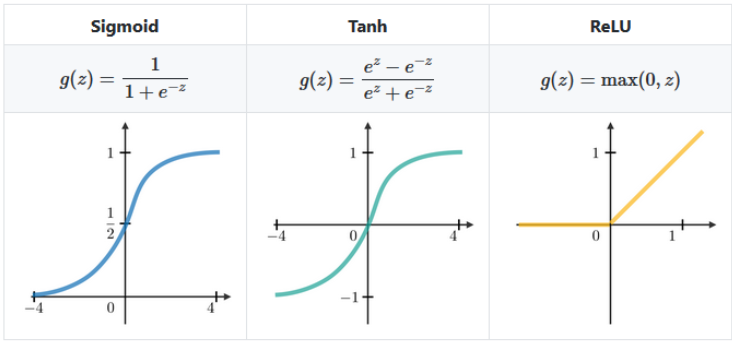 Sigmoid Tanh ReLU
g(z) = 1 / (1 + e^{-z}) g(z) = (e^z − e^{-z}) / (e^z + e^{-z}) g(z) = max(0, z)
1 1 1
1/2
−4 0 4
0 1
−1
−4 0 4